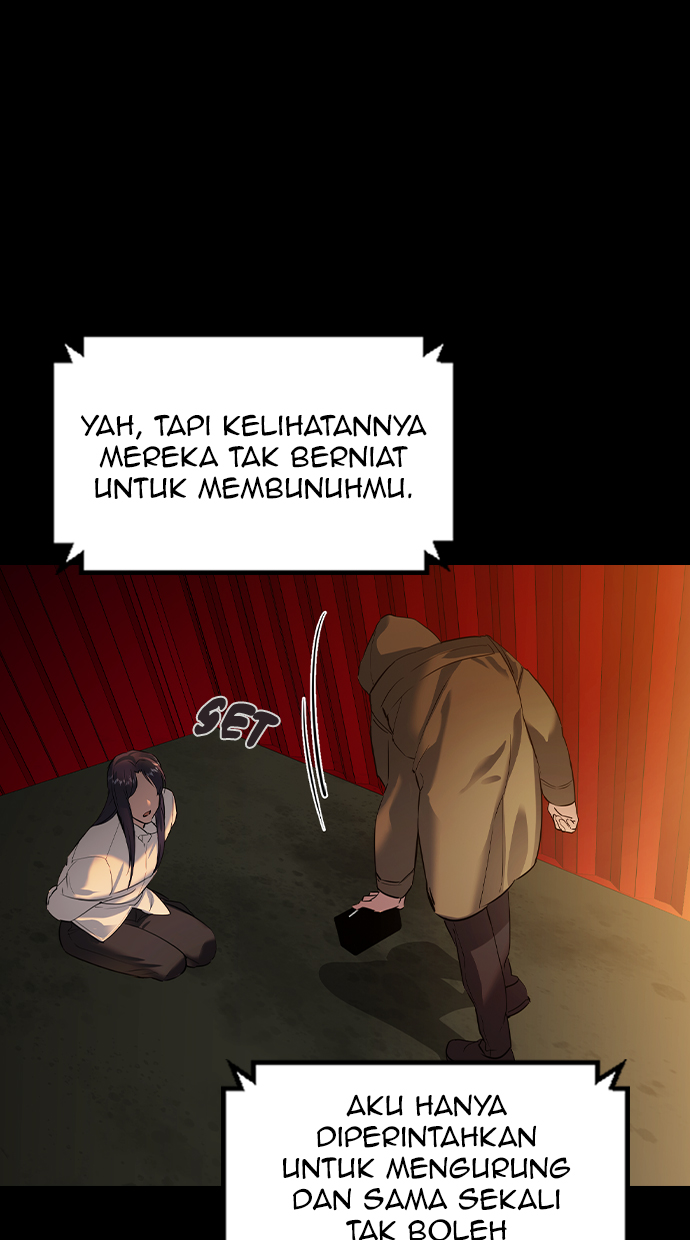 YAH, TAPI KELIHATANNYA
MEREKA TAK BERNIAT
UNTUK MEMBUNUHMU.
SET
AKU HANYA
DIPERINTAHKAN
UNTUK MENGURUNG
DAN SAMA SEKALI
TAK BOLEH